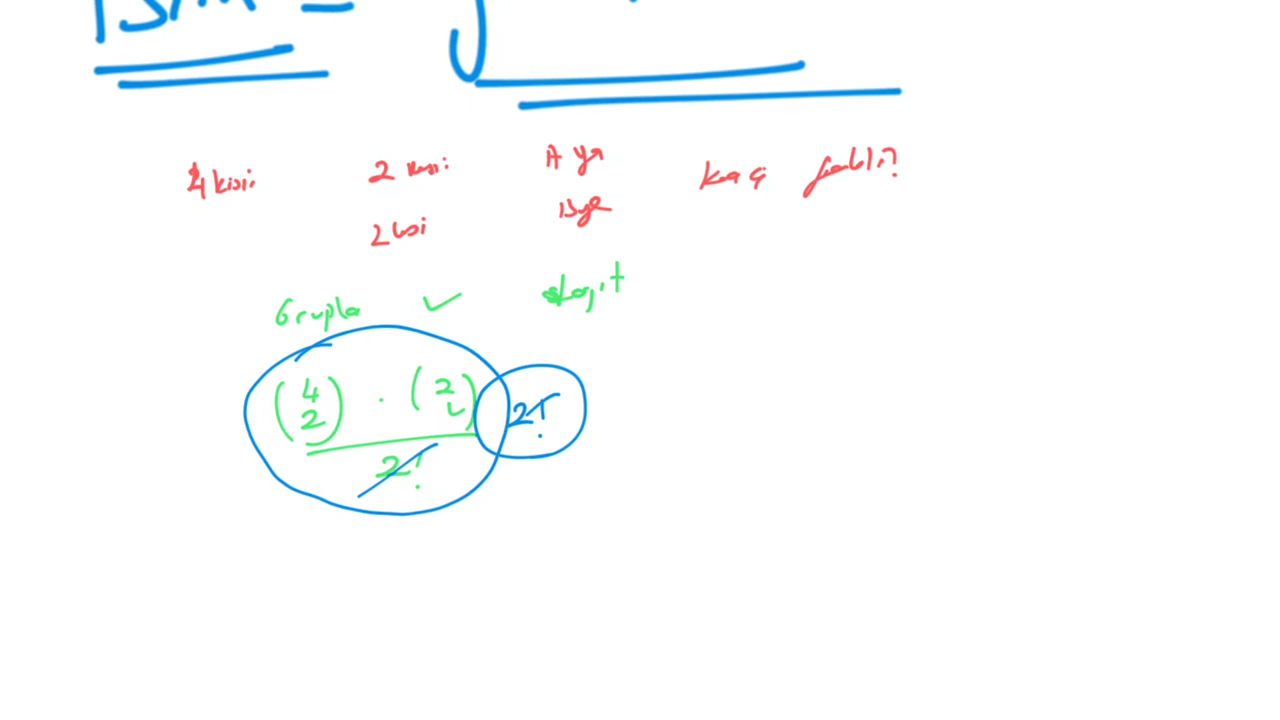 4 kişi 2 kişi A ya kaç farklı?
2 kişi B ye
Grupla ✓ dağıt
(4 2) . (2 2) 2!
2!